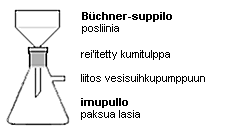 Büchner-suppilo
posliinia
rei'itetty kumitulppa
liitos vesisuihkupumppuun
imupullo
paksua lasia